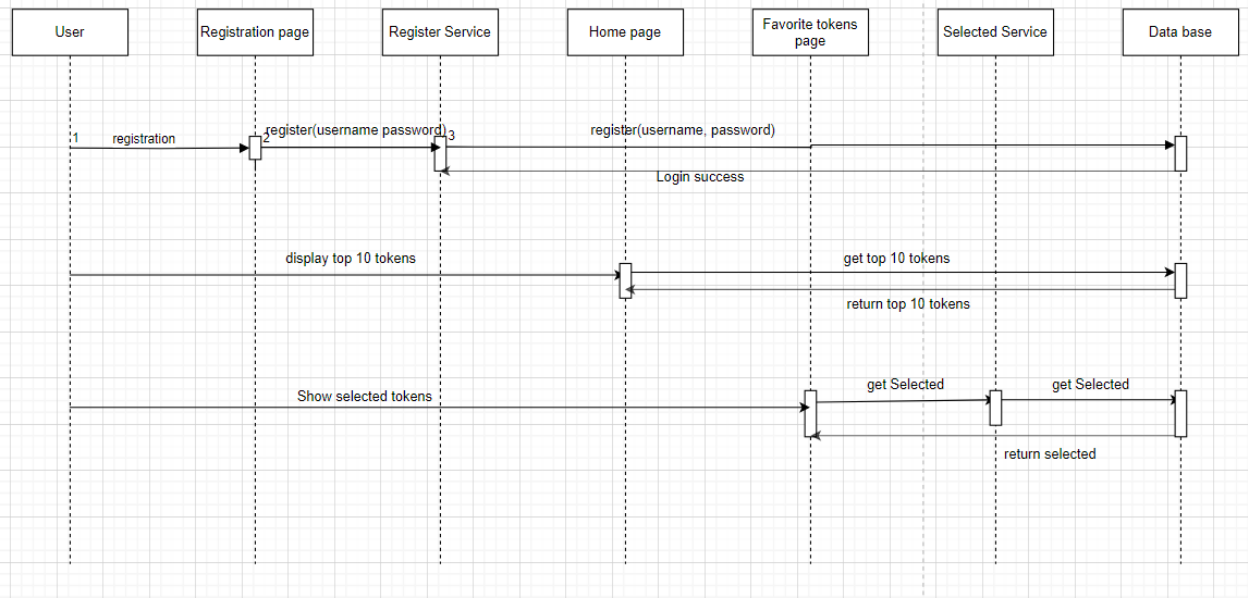 User
Registration page
Register Service
Home page
Favorite tokens
page
Selected Service
Data base
1
registration
2
register(username password)
3
register(username, password)
Login success
display top 10 tokens
get top 10 tokens
return top 10 tokens
Show selected tokens
get Selected
get Selected
return selected